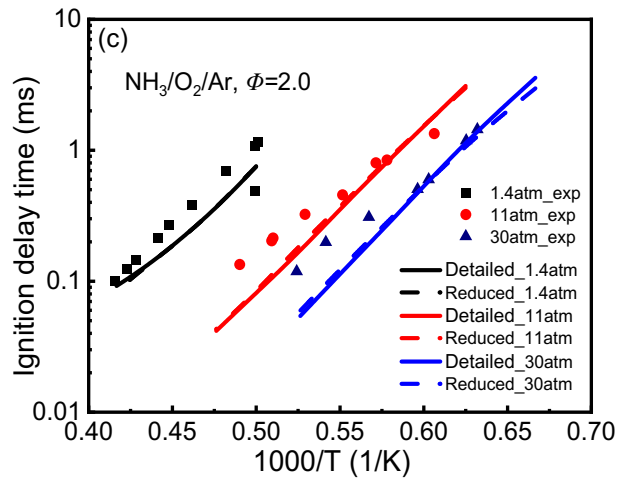 (c)
NH₃/O₂/Ar, Φ=2.0
Ignition delay time (ms)
10
1
0.1
0.01
1.4atm_exp
11atm_exp
30atm_exp
Detailed_1.4atm
Reduced_1.4atm
Detailed_11atm
Reduced_11atm
Detailed_30atm
Reduced_30atm
0.40 0.45 0.50 0.55 0.60 0.65 0.70
1000/T (1/K)